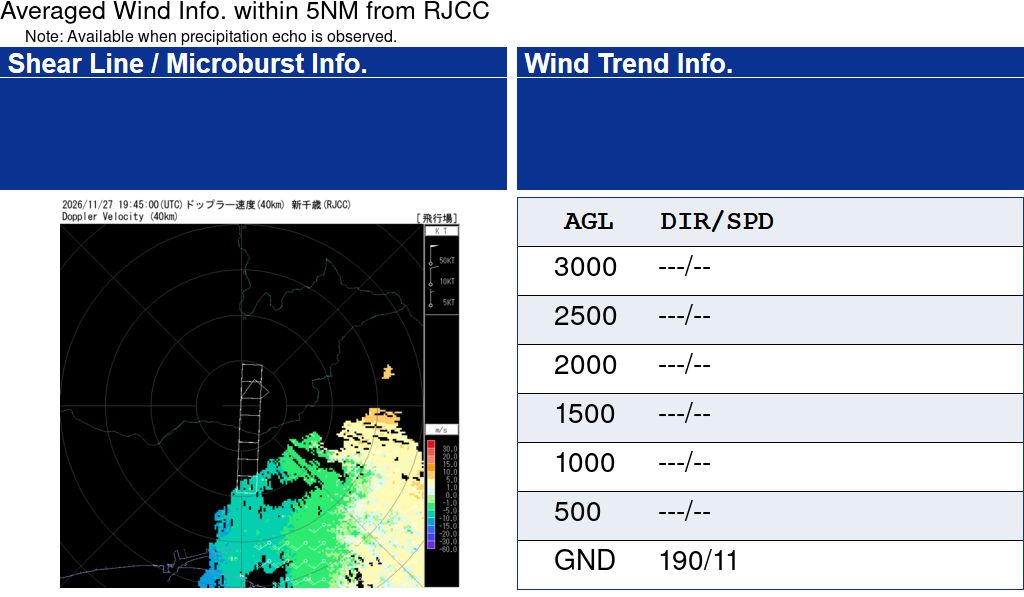 Averaged Wind Info. within 5NM from RJCC
Note: Available when precipitation echo is observed.
Shear Line / Microburst Info.
Wind Trend Info.
2026/11/27 19:45:00(UTC) ドップラー速度(40km) 新千歳(RJCC)
Doppler Velocity (40km)
[飛行場]
KT
50KT
10KT
5KT
m/s
30.0
20.0
15.0
10.0
5.0
1.0
0.0
-1.0
-5.0
-10.0
-15.0
-20.0
-30.0
-60.0
AGL DIR/SPD
3000 ---/--
2500 ---/--
2000 ---/--
1500 ---/--
1000 ---/--
500 ---/--
GND 190/11